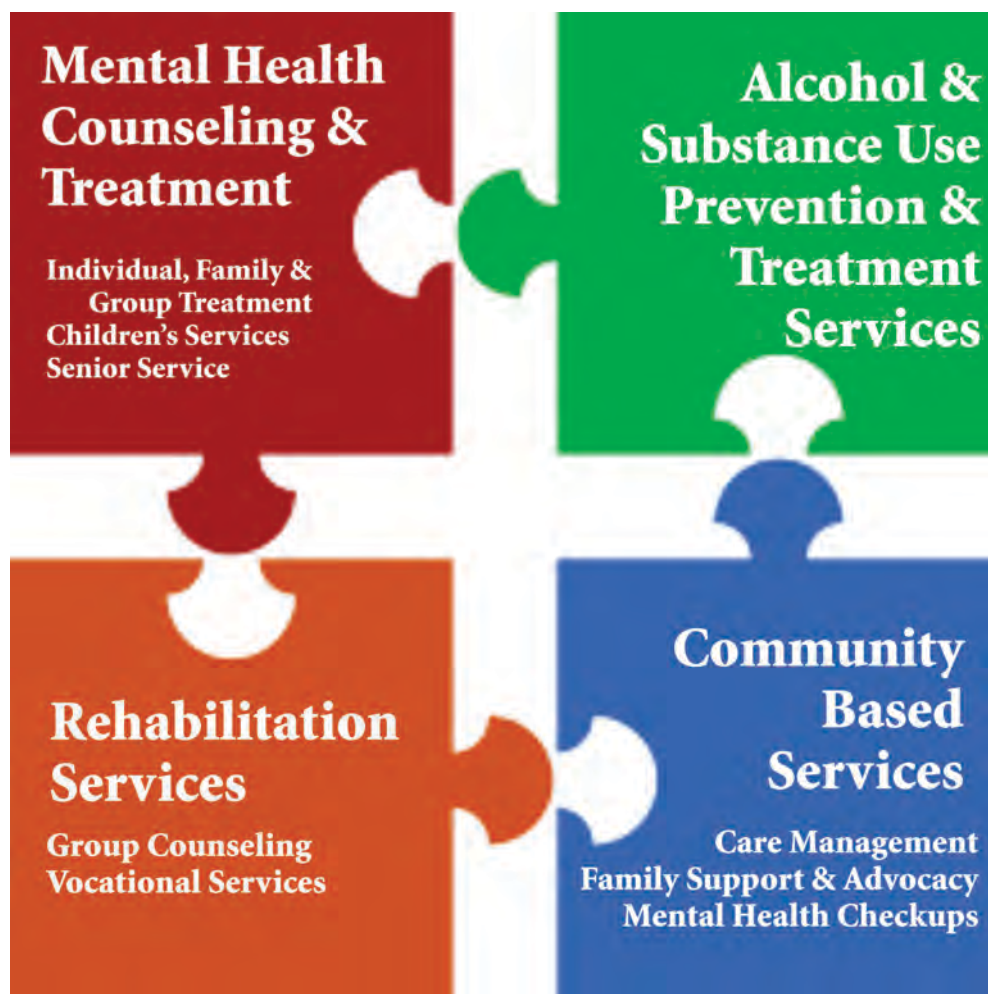 Mental Health
Counseling &
Treatment
Individual, Family &
Group Treatment
Children’s Services
Senior Service
Alcohol &
Substance Use
Prevention &
Treatment
Services
Rehabilitation
Services
Group Counseling
Vocational Services
Community
Based
Services
Care Management
Family Support & Advocacy
Mental Health Checkups